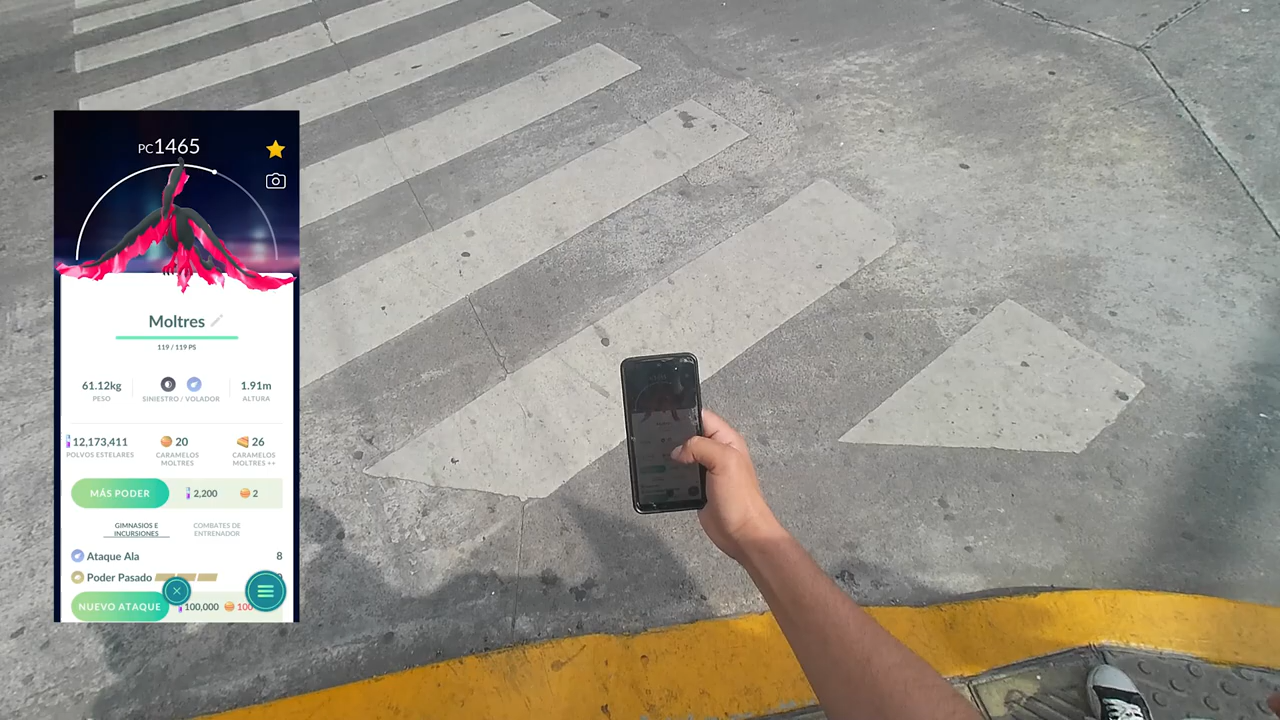 PC1465
Moltres
119 / 119 PS
61.12kg
PESO
SINIESTRO / VOLADOR
1.91m
ALTURA
12,173,411
POLVOS ESTELARES
20
CARAMELOS
MOLTRES
26
CARAMELOS
MOLTRES ++
MÁS PODER
2,200
2
GIMNASIOS E
INCURSIONES
COMBATES DE
ENTRENADOR
Ataque Ala
8
Poder Pasado
NUEVO ATAQUE
100,000
100